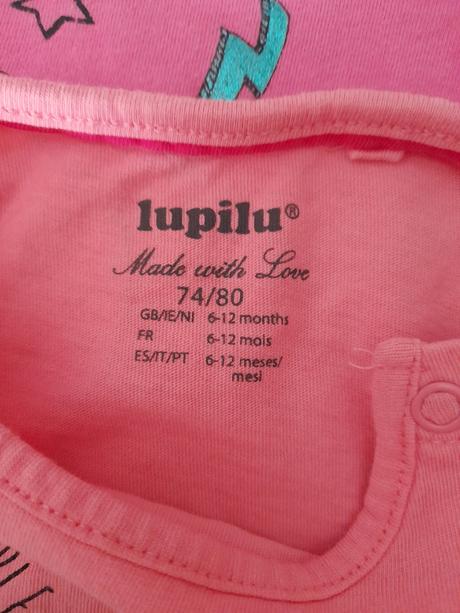 lupilu®
Made with Love
74/80
GB/IE/NI 6-12 months
FR 6-12 mois
ES/IT/PT 6-12 meses/
mesi